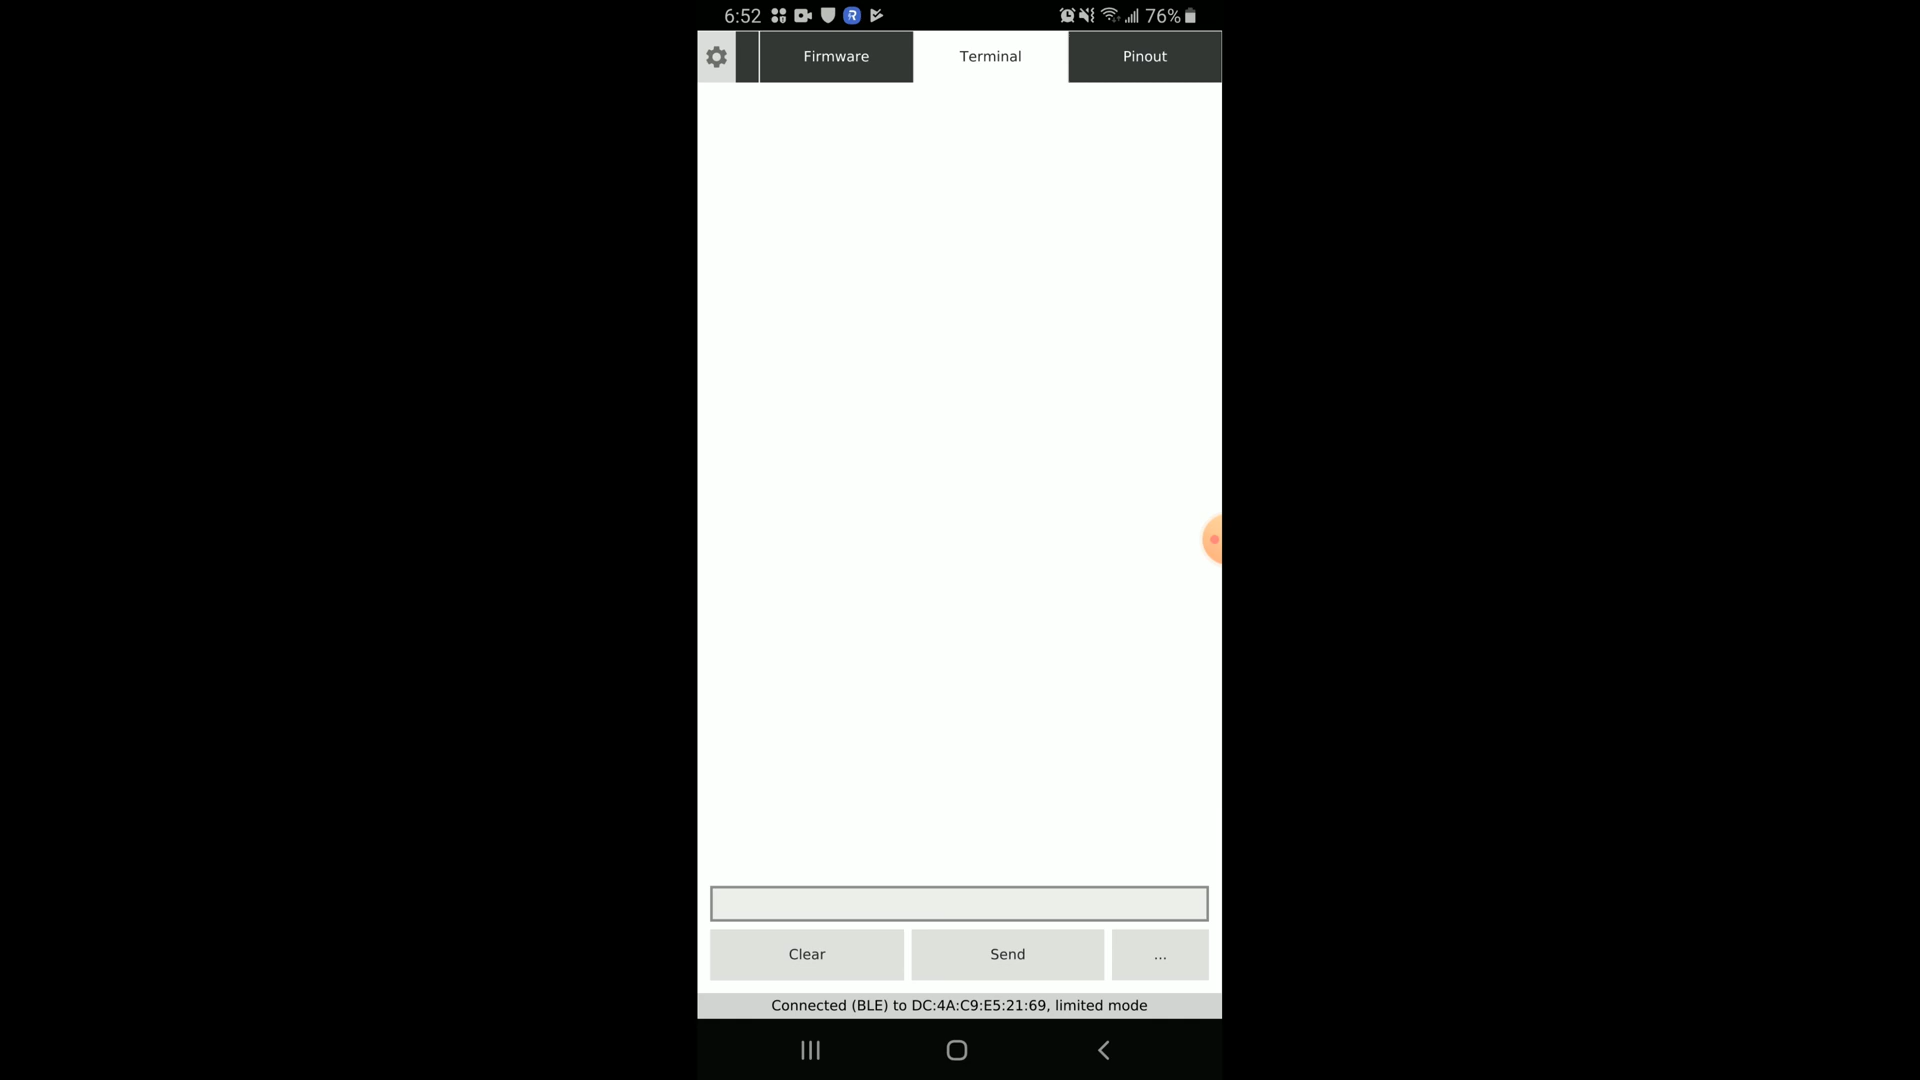 6:52 R 76%
Firmware Terminal Pinout
Clear Send ...
Connected (BLE) to DC:4A:C9:E5:21:69, limited mode